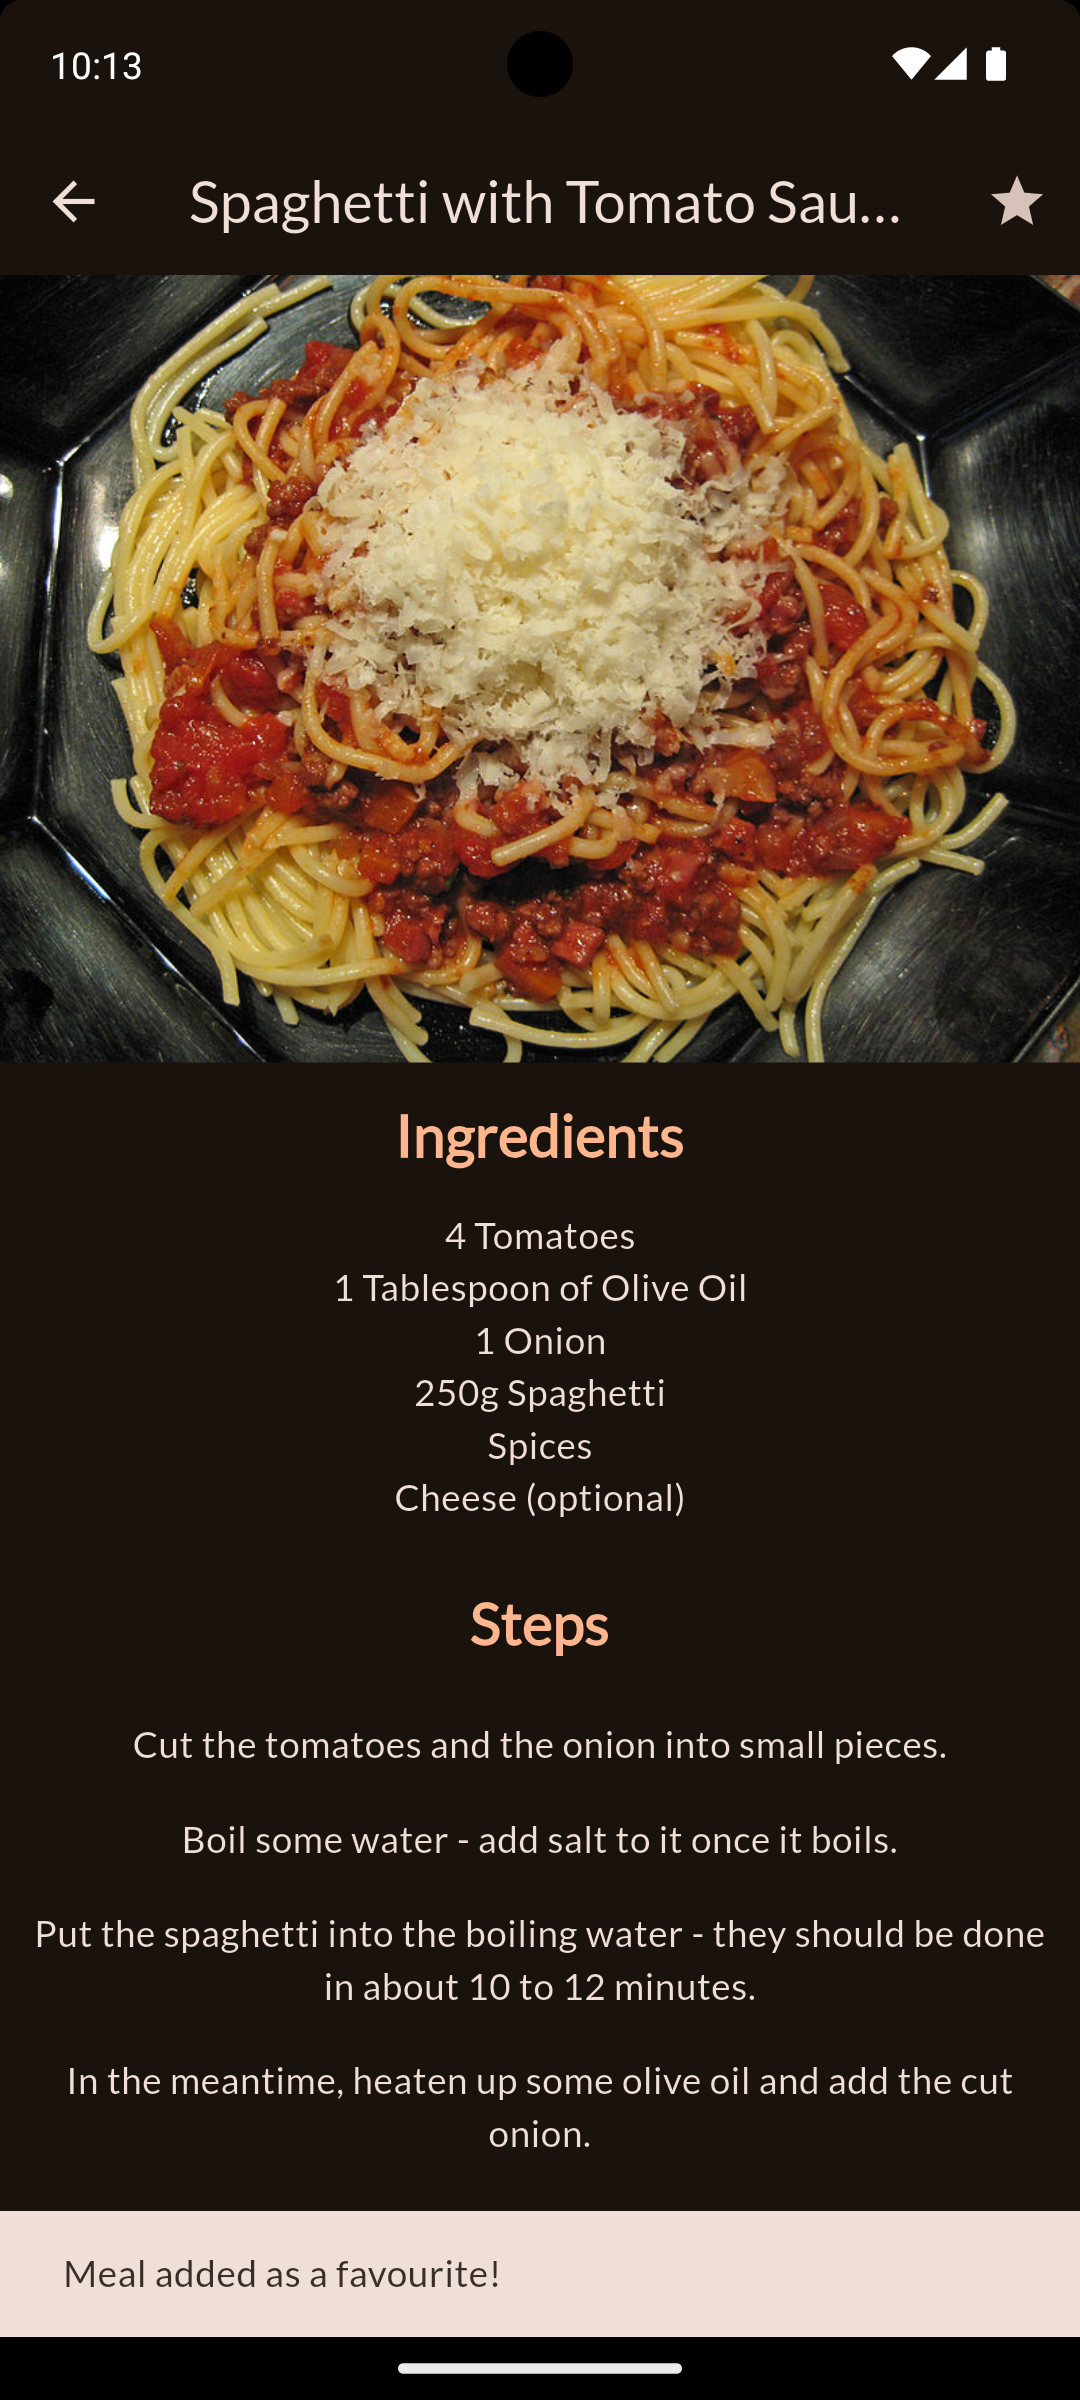 10:13
Spaghetti with Tomato Sau...
Ingredients
4 Tomatoes
1 Tablespoon of Olive Oil
1 Onion
250g Spaghetti
Spices
Cheese (optional)
Steps
Cut the tomatoes and the onion into small pieces.
Boil some water - add salt to it once it boils.
Put the spaghetti into the boiling water - they should be done
in about 10 to 12 minutes.
In the meantime, heaten up some olive oil and add the cut
onion.
Meal added as a favourite!